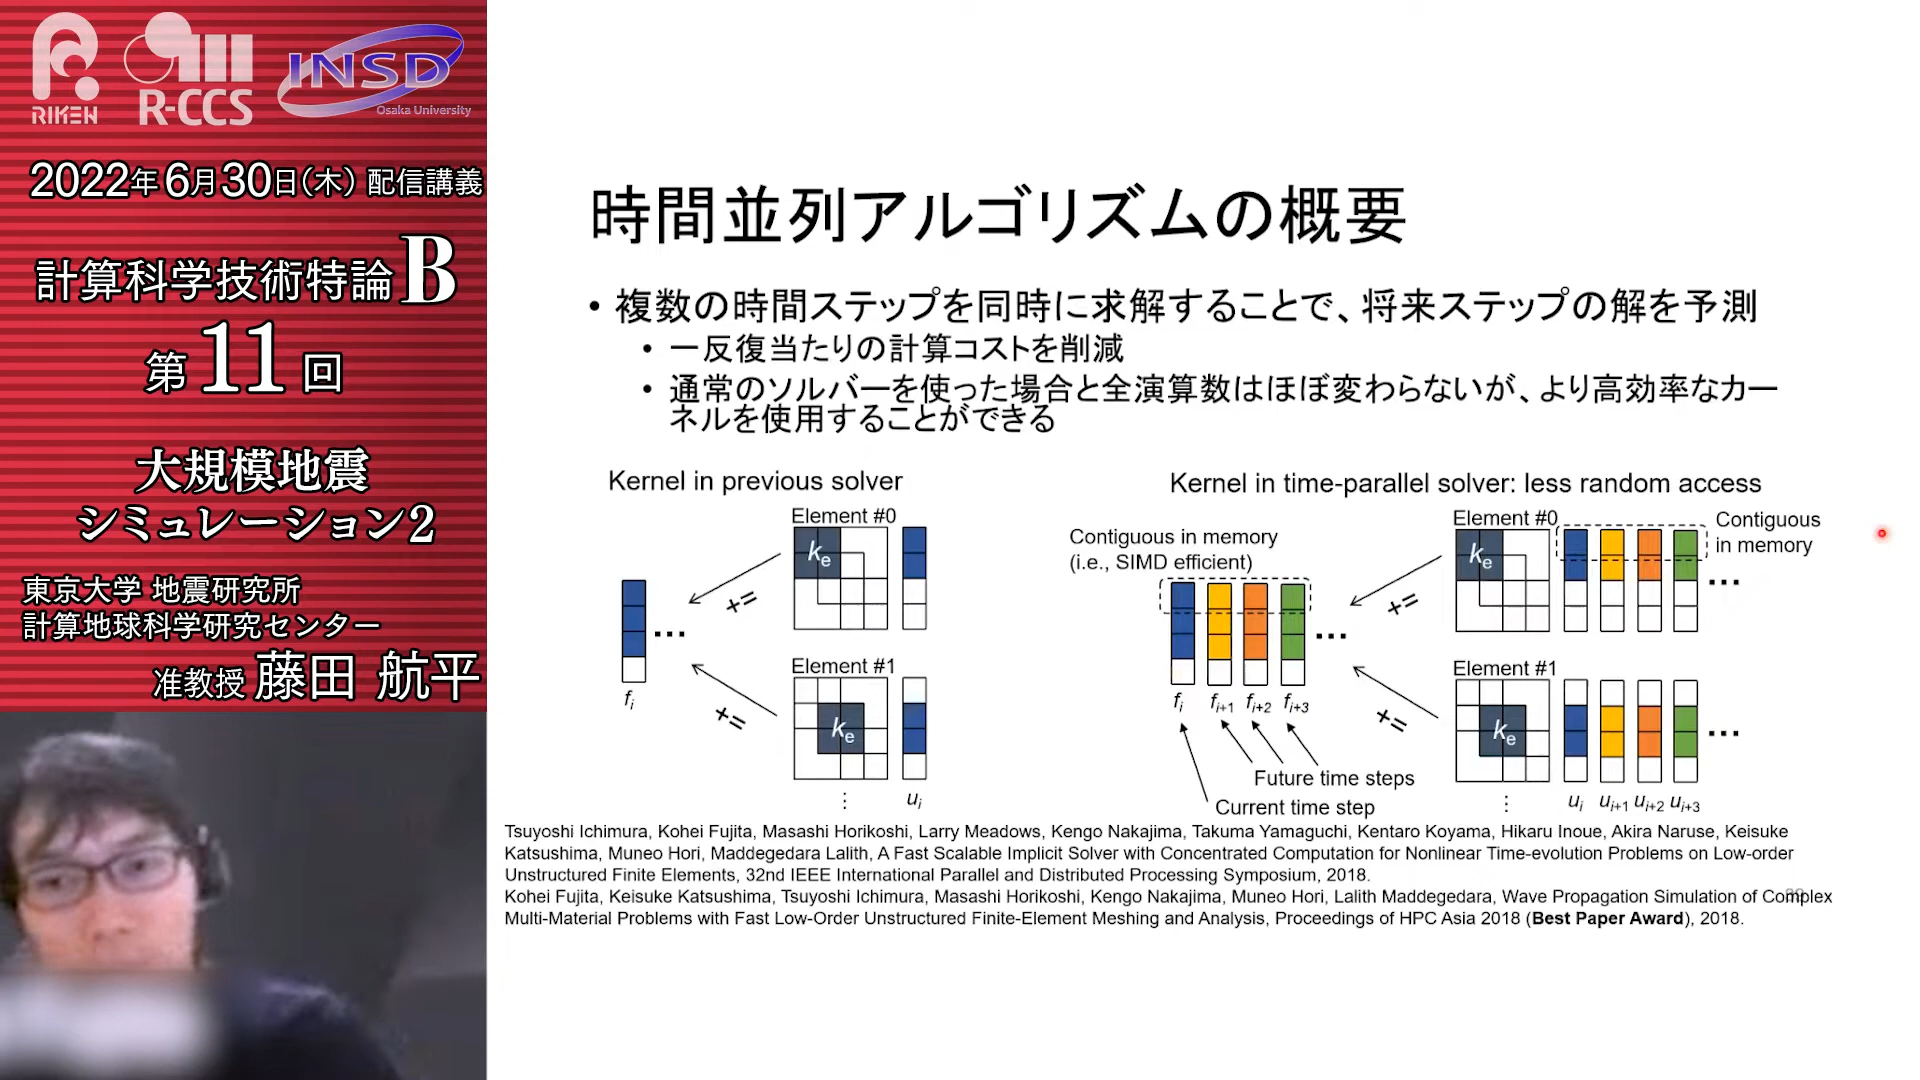 RIKEN
R-CCS
INSD
Osaka University
2022年6月30日(木) 配信講義
計算科学技術特論B
第11回
大規模地震
シミュレーション2
東京大学 地震研究所
計算地球科学研究センター
准教授 藤田 航平
時間並列アルゴリズムの概要
• 複数の時間ステップを同時に求解することで、将来ステップの解を予測
• 一反復当たりの計算コストを削減
• 通常のソルバーを使った場合と全演算数はほぼ変わらないが、より高効率なカー
ネルを使用することができる
Kernel in previous solver
Element #0
ke
+=
...
fi
Element #1
ke
+=
⋮
ui
Kernel in time-parallel solver: less random access
Contiguous in memory
(i.e., SIMD efficient)
Element #0
ke
Contiguous
in memory
...
+=
...
fi fi+1 fi+2 fi+3
Element #1
ke
...
+=
Future time steps
Current time step
⋮
ui ui+1 ui+2 ui+3
Tsuyoshi Ichimura, Kohei Fujita, Masashi Horikoshi, Larry Meadows, Kengo Nakajima, Takuma Yamaguchi, Kentaro Koyama, Hikaru Inoue, Akira Naruse, Keisuke
Katsushima, Muneo Hori, Maddegedara Lalith, A Fast Scalable Implicit Solver with Concentrated Computation for Nonlinear Time-evolution Problems on Low-order
Unstructured Finite Elements, 32nd IEEE International Parallel and Distributed Processing Symposium, 2018.
Kohei Fujita, Keisuke Katsushima, Tsuyoshi Ichimura, Masashi Horikoshi, Kengo Nakajima, Muneo Hori, Lalith Maddegedara, Wave Propagation Simulation of Complex
Multi-Material Problems with Fast Low-Order Unstructured Finite-Element Meshing and Analysis, Proceedings of HPC Asia 2018 (Best Paper Award), 2018.